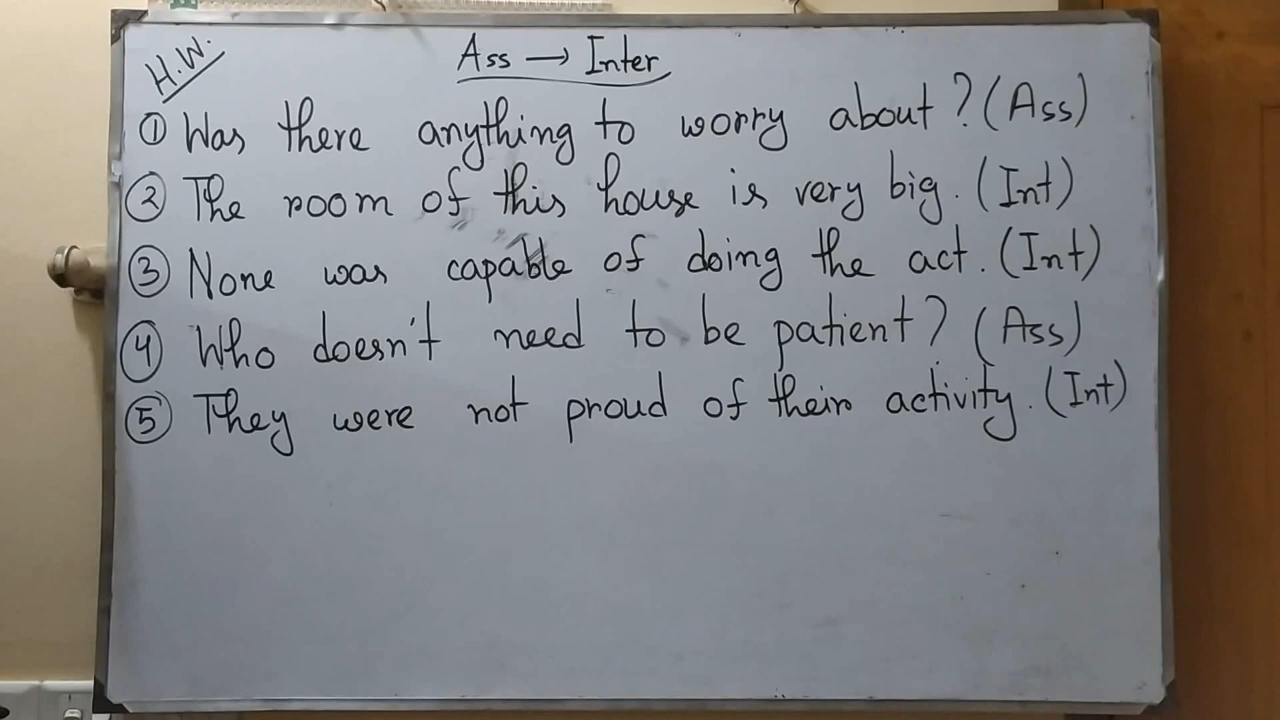 H.W.
Ass → Inter
① Was there anything to worry about? (Ass)
② The room of this house is very big. (Int)
③ None was capable of doing the act. (Int)
④ Who doesn't need to be patient? (Ass)
⑤ They were not proud of their activity. (Int)